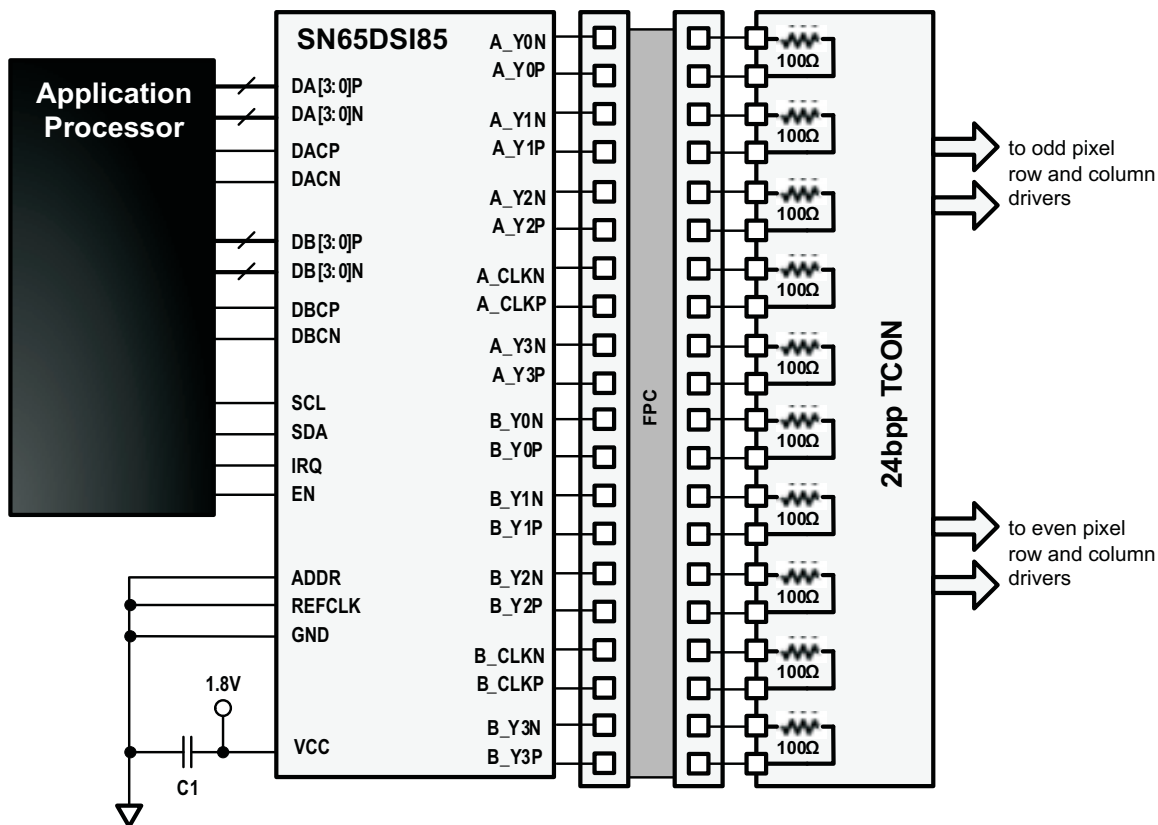 Application
Processor
SN65DSI85
DA[3:0]P
DA[3:0]N
DACP
DACN
DB[3:0]P
DB[3:0]N
DBCP
DBCN
SCL
SDA
IRQ
EN
ADDR
REFCLK
GND
VCC
1.8V
C1
A_Y0N
A_Y0P
A_Y1N
A_Y1P
A_Y2N
A_Y2P
A_CLKN
A_CLKP
A_Y3N
A_Y3P
B_Y0N
B_Y0P
B_Y1N
B_Y1P
B_Y2N
B_Y2P
B_CLKN
B_CLKP
B_Y3N
B_Y3P
FPC
100Ω
100Ω
100Ω
100Ω
100Ω
100Ω
100Ω
100Ω
100Ω
100Ω
24bpp TCON
to odd pixel
row and column
drivers
to even pixel
row and column
drivers